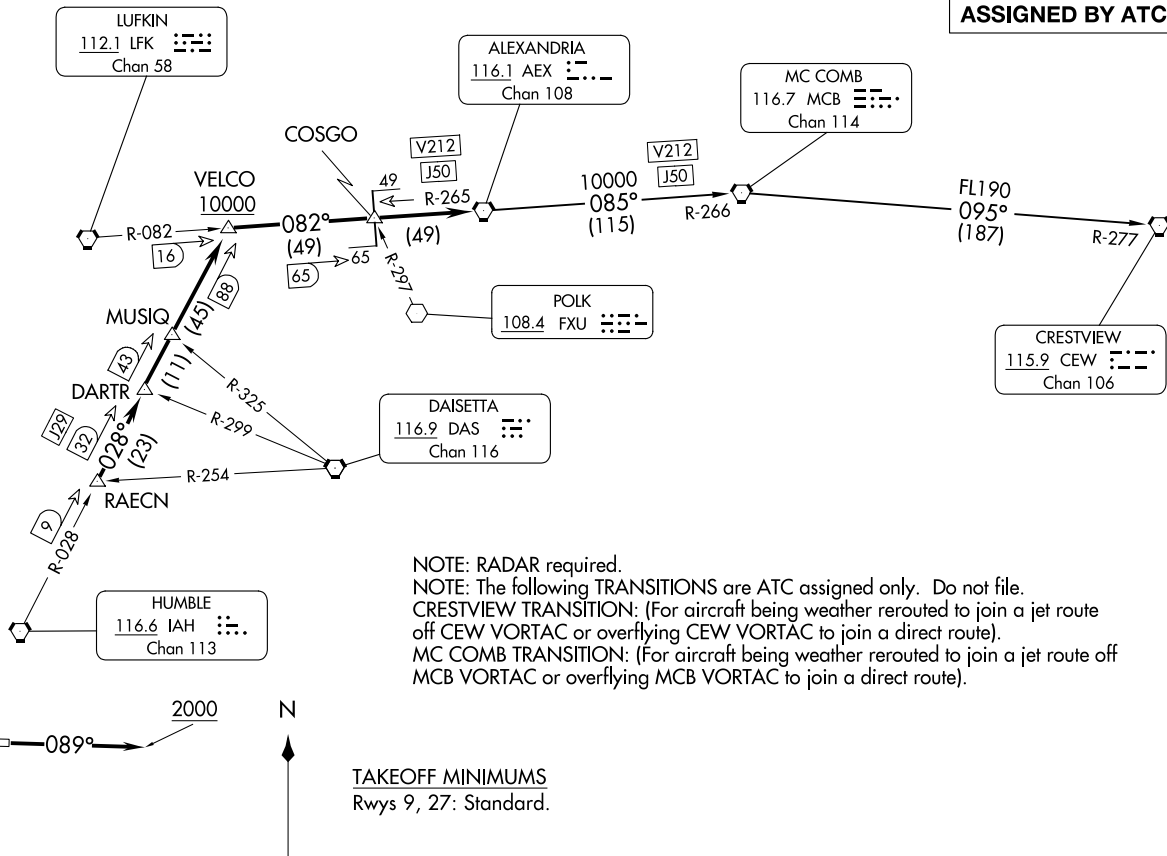 ASSIGNED BY ATC
LUFKIN
112.1 LFK
Chan 58
ALEXANDRIA
116.1 AEX
Chan 108
MC COMB
116.7 MCB
Chan 114
COSGO
V212
J50
V212
J50
VELCO
10000
49
R-265
10000
085°
(115)
R-266
FL190
095°
(187)
R-277
R-082
16
082°
(49)
65
65
(49)
R-297
88
POLK
108.4 FXU
MUSIQ
(45)
CRESTVIEW
115.9 CEW
Chan 106
43
(11)
DARTR
R-325
R-299
J29
32
028°
(23)
DAISETTA
116.9 DAS
Chan 116
R-254
RAECN
9
R-028
HUMBLE
116.6 IAH
Chan 113
NOTE: RADAR required.
NOTE: The following TRANSITIONS are ATC assigned only. Do not file.
CRESTVIEW TRANSITION: (For aircraft being weather rerouted to join a jet route
off CEW VORTAC or overflying CEW VORTAC to join a direct route).
MC COMB TRANSITION: (For aircraft being weather rerouted to join a jet route off
MCB VORTAC or overflying MCB VORTAC to join a direct route).
2000
089°
N
TAKEOFF MINIMUMS
Rwys 9, 27: Standard.